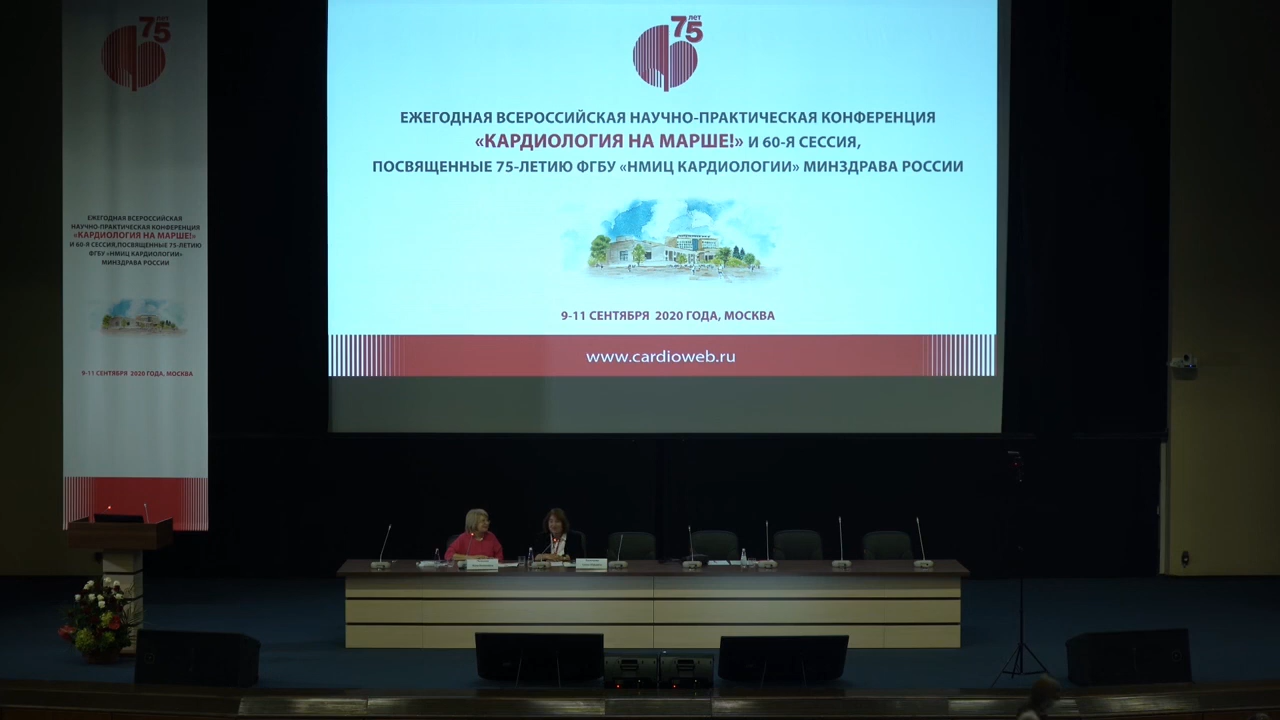 75 лет
ЕЖЕГОДНАЯ ВСЕРОССИЙСКАЯ НАУЧНО-ПРАКТИЧЕСКАЯ КОНФЕРЕНЦИЯ
«КАРДИОЛОГИЯ НА МАРШЕ!» И 60-Я СЕССИЯ,
ПОСВЯЩЕННЫЕ 75-ЛЕТИЮ ФГБУ «НМИЦ КАРДИОЛОГИИ» МИНЗДРАВА РОССИИ
9-11 СЕНТЯБРЯ 2020 ГОДА, МОСКВА
www.cardioweb.ru
75 лет
ЕЖЕГОДНАЯ ВСЕРОССИЙСКАЯ
НАУЧНО-ПРАКТИЧЕСКАЯ КОНФЕРЕНЦИЯ
«КАРДИОЛОГИЯ НА МАРШЕ!»
И 60-Я СЕССИЯ,ПОСВЯЩЕННЫЕ 75-ЛЕТИЮ
ФГБУ «НМИЦ КАРДИОЛОГИИ»
МИНЗДРАВА РОССИИ
9-11 СЕНТЯБРЯ 2020 ГОДА, МОСКВА